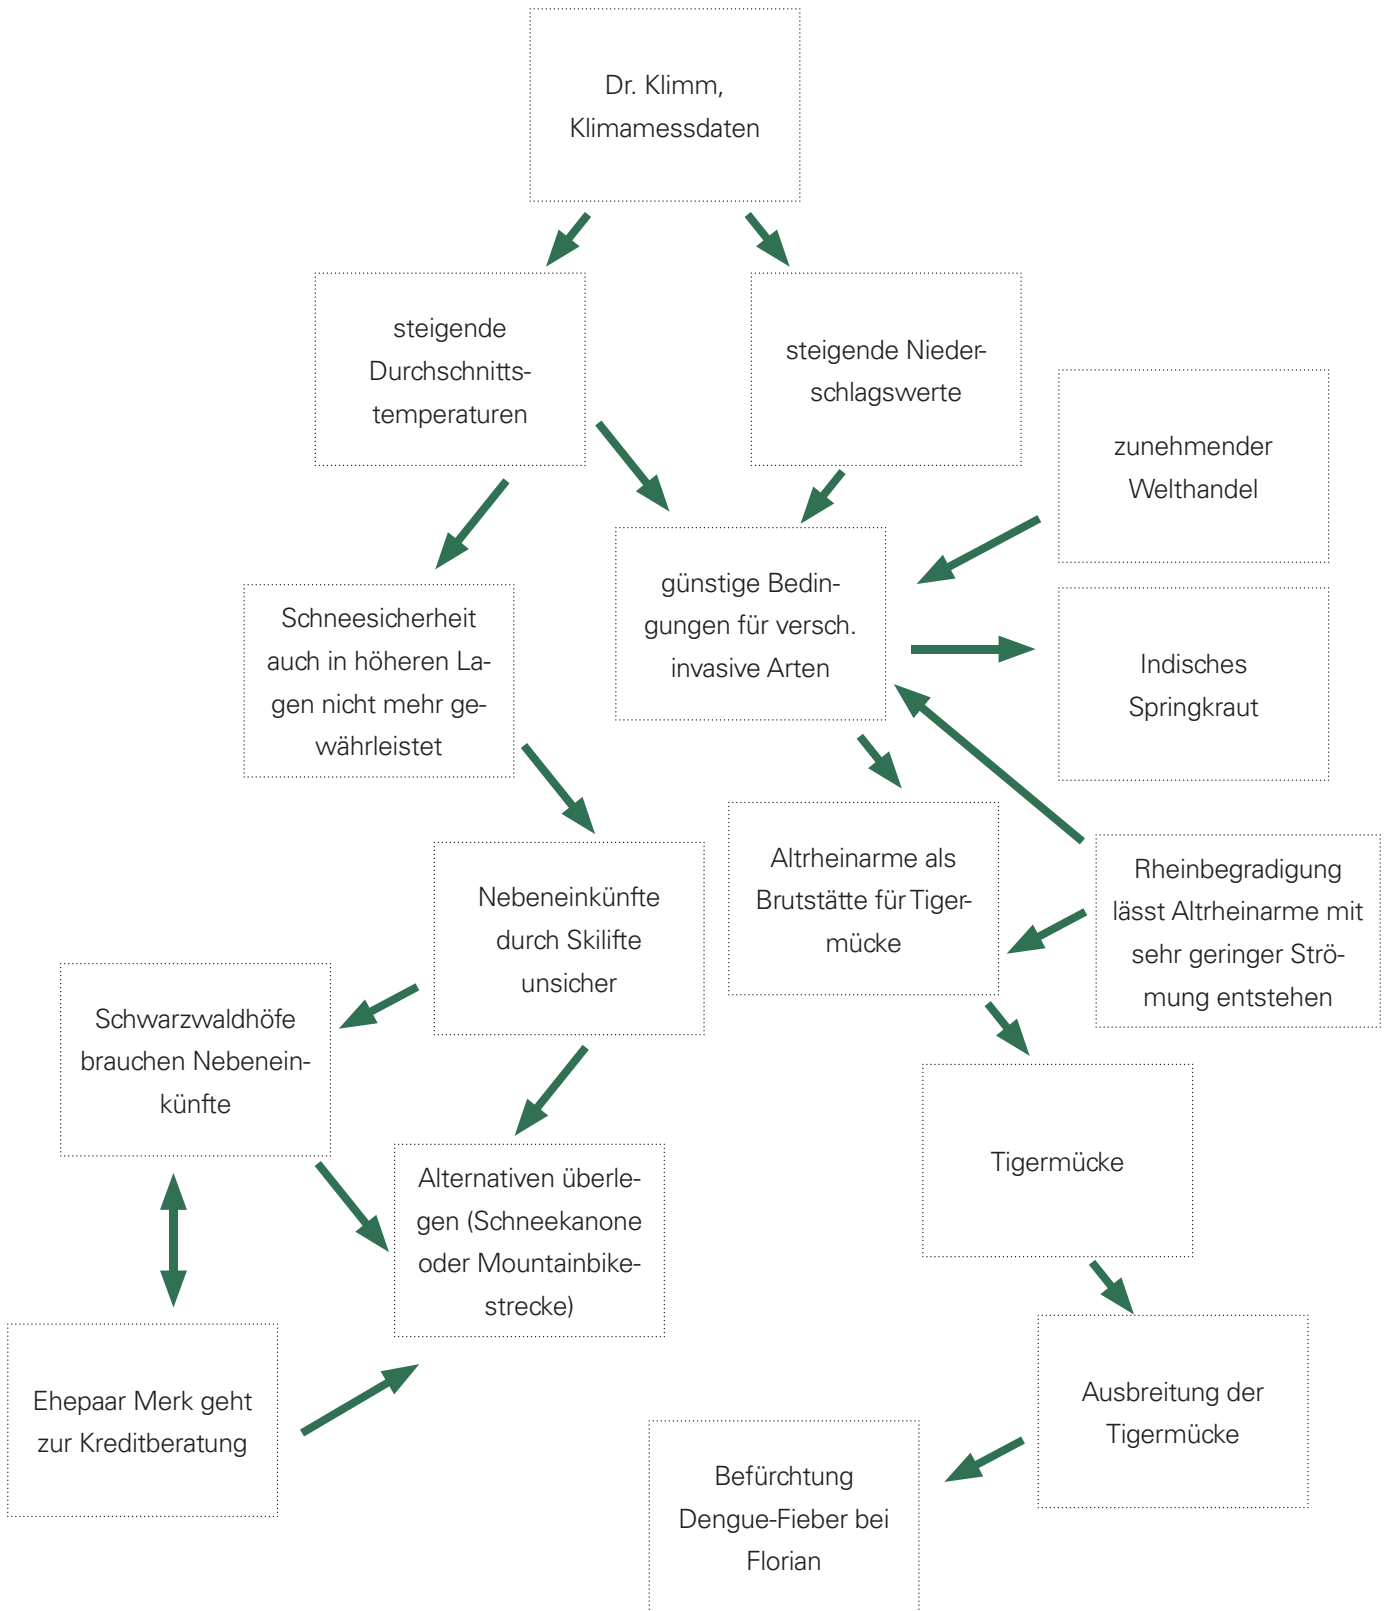 Dr. Klimm,
Klimamessdaten
steigende
Durchschnitts-
temperaturen
steigende Nieder-
schlagswerte
zunehmender
Welthandel
günstige Bedin-
gungen für versch.
invasive Arten
Schneesicherheit
auch in höheren La-
gen nicht mehr ge-
währleistet
Indisches
Springkraut
Nebeneinkünfte
durch Skilifte
unsicher
Altrheinarme als
Brutstätte für Tiger-
mücke
Rheinbegradigung
lässt Altrheinarme mit
sehr geringer Strö-
mung entstehen
Schwarzwaldhöfe
brauchen Nebenein-
künfte
Tigermücke
Alternativen überle-
gen (Schneekanone
oder Mountainbike-
strecke)
Ehepaar Merk geht
zur Kreditberatung
Ausbreitung der
Tigermücke
Befürchtung
Dengue-Fieber bei
Florian